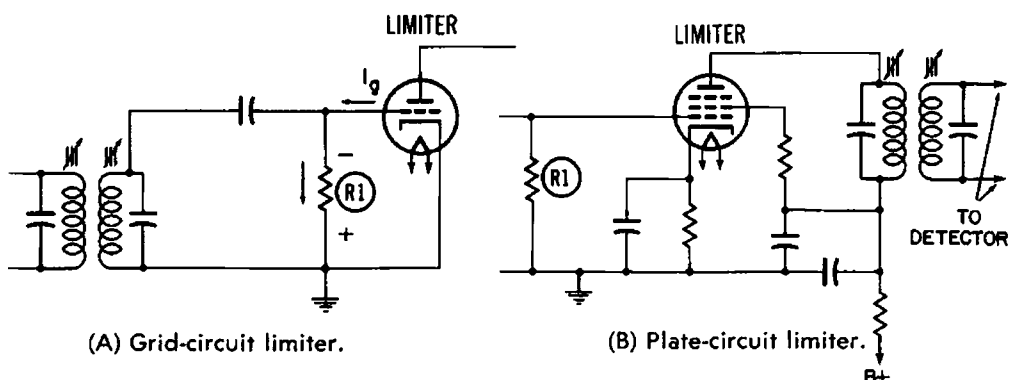 LIMITER
Ig
−
R1
+
(A) Grid-circuit limiter.
LIMITER
R1
TO
DETECTOR
(B) Plate-circuit limiter.
B+